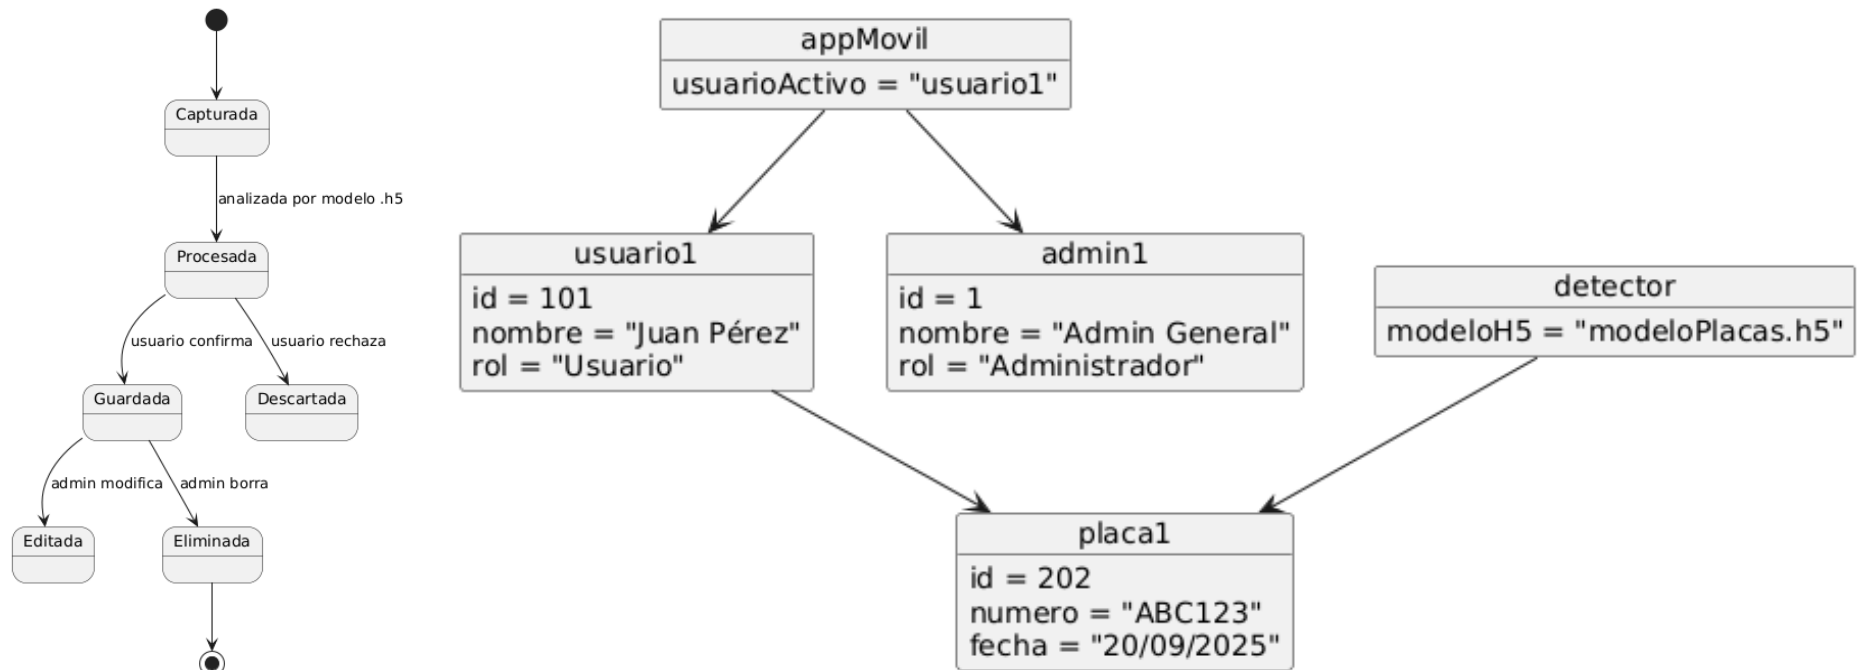 Capturada
analizada por modelo .h5
Procesada
usuario confirma
usuario rechaza
Guardada
Descartada
admin modifica
admin borra
Editada
Eliminada
appMovil
usuarioActivo = "usuario1"
usuario1
id = 101
nombre = "Juan Pérez"
rol = "Usuario"
admin1
id = 1
nombre = "Admin General"
rol = "Administrador"
detector
modeloH5 = "modeloPlacas.h5"
placa1
id = 202
numero = "ABC123"
fecha = "20/09/2025"